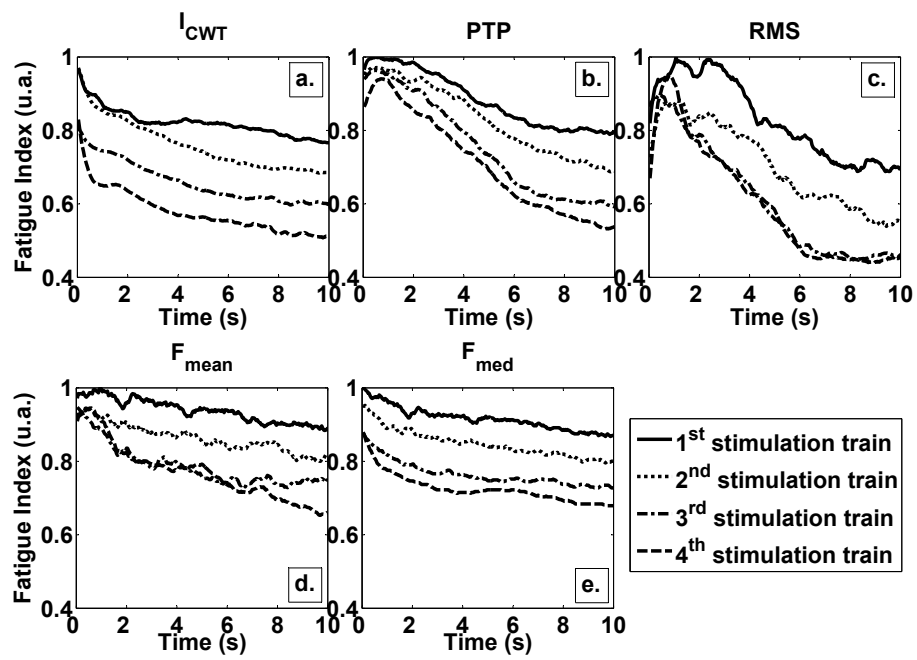 I_CWT PTP RMS
Fatigue Index (u.a.)
1 1 1
0.8 0.8 0.8
0.6 0.6 0.6
0.4 0.4 0.4
a. b. c.
0 2 4 6 8 10 0 2 4 6 8 10 0 2 4 6 8 10
Time (s) Time (s) Time (s)
F_mean F_med
Fatigue Index (u.a.)
1 1
0.8 0.8
0.6 0.6
0.4 0.4
d. e.
0 2 4 6 8 10 0 2 4 6 8 10
Time (s) Time (s)
1st stimulation train
2nd stimulation train
3rd stimulation train
4th stimulation train